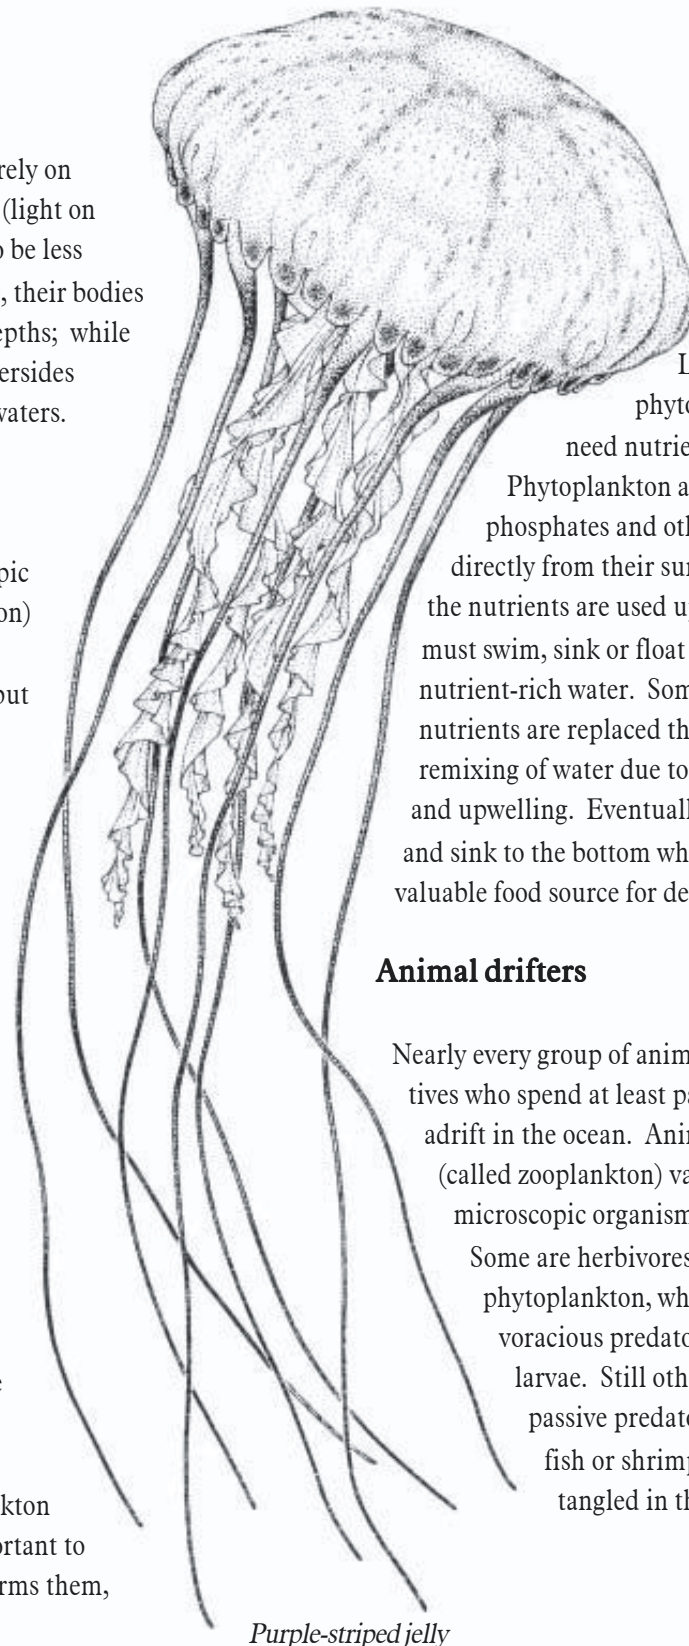 rely on
(light on
be less
, their bodies
epths; while
ersides
waters.
pic
on)
but
kton
ortant to
rms them,
phyto
need nutrie
Phytoplankton a
phosphates and oth
directly from their sur
the nutrients are used u
must swim, sink or float
nutrient-rich water. Som
nutrients are replaced th
remixing of water due to
and upwelling. Eventuall
and sink to the bottom wh
valuable food source for de
Animal drifters
Nearly every group of anim
tives who spend at least pa
adrift in the ocean. Ani
(called zooplankton) va
microscopic organism
Some are herbivores
phytoplankton, wh
voracious predato
larvae. Still oth
passive predato
fish or shrimp
tangled in th
Purple-striped jelly